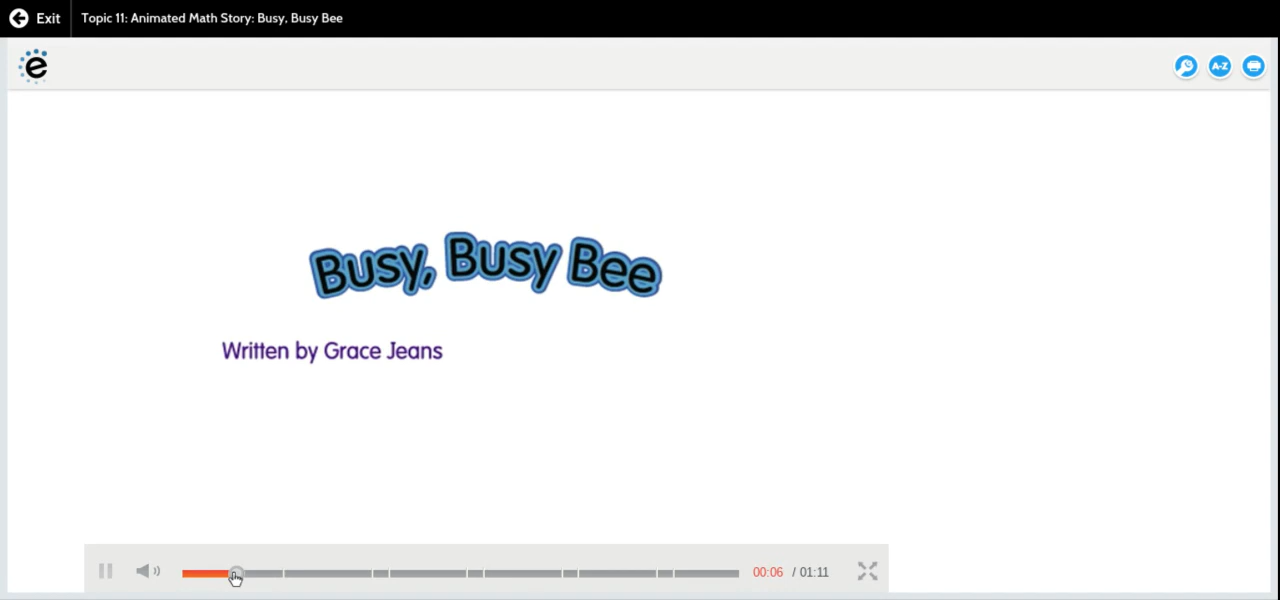 Exit Topic 11: Animated Math Story: Busy, Busy Bee
e A-Z
Busy, Busy Bee
Written by Grace Jeans
00:06 / 01:11